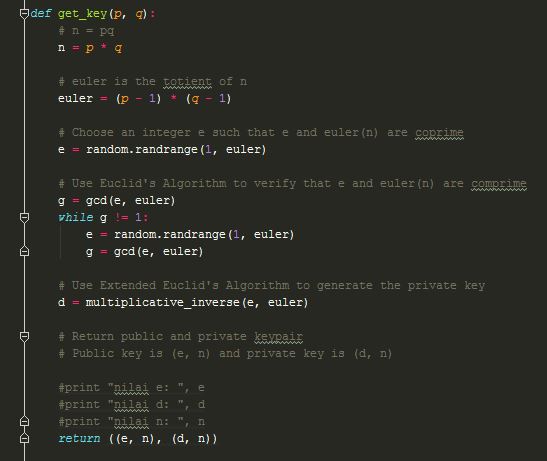 def get_key(p, q):
# n = pq
n = p * q
# euler is the totient of n
euler = (p - 1) * (q - 1)
# Choose an integer e such that e and euler(n) are coprime
e = random.randrange(1, euler)
# Use Euclid's Algorithm to verify that e and euler(n) are comprime
g = gcd(e, euler)
while g != 1:
e = random.randrange(1, euler)
g = gcd(e, euler)
# Use Extended Euclid's Algorithm to generate the private key
d = multiplicative_inverse(e, euler)
# Return public and private keypair
# Public key is (e, n) and private key is (d, n)
#print "nilai e: ", e
#print "nilai d: ", d
#print "nilai n: ", n
return ((e, n), (d, n))